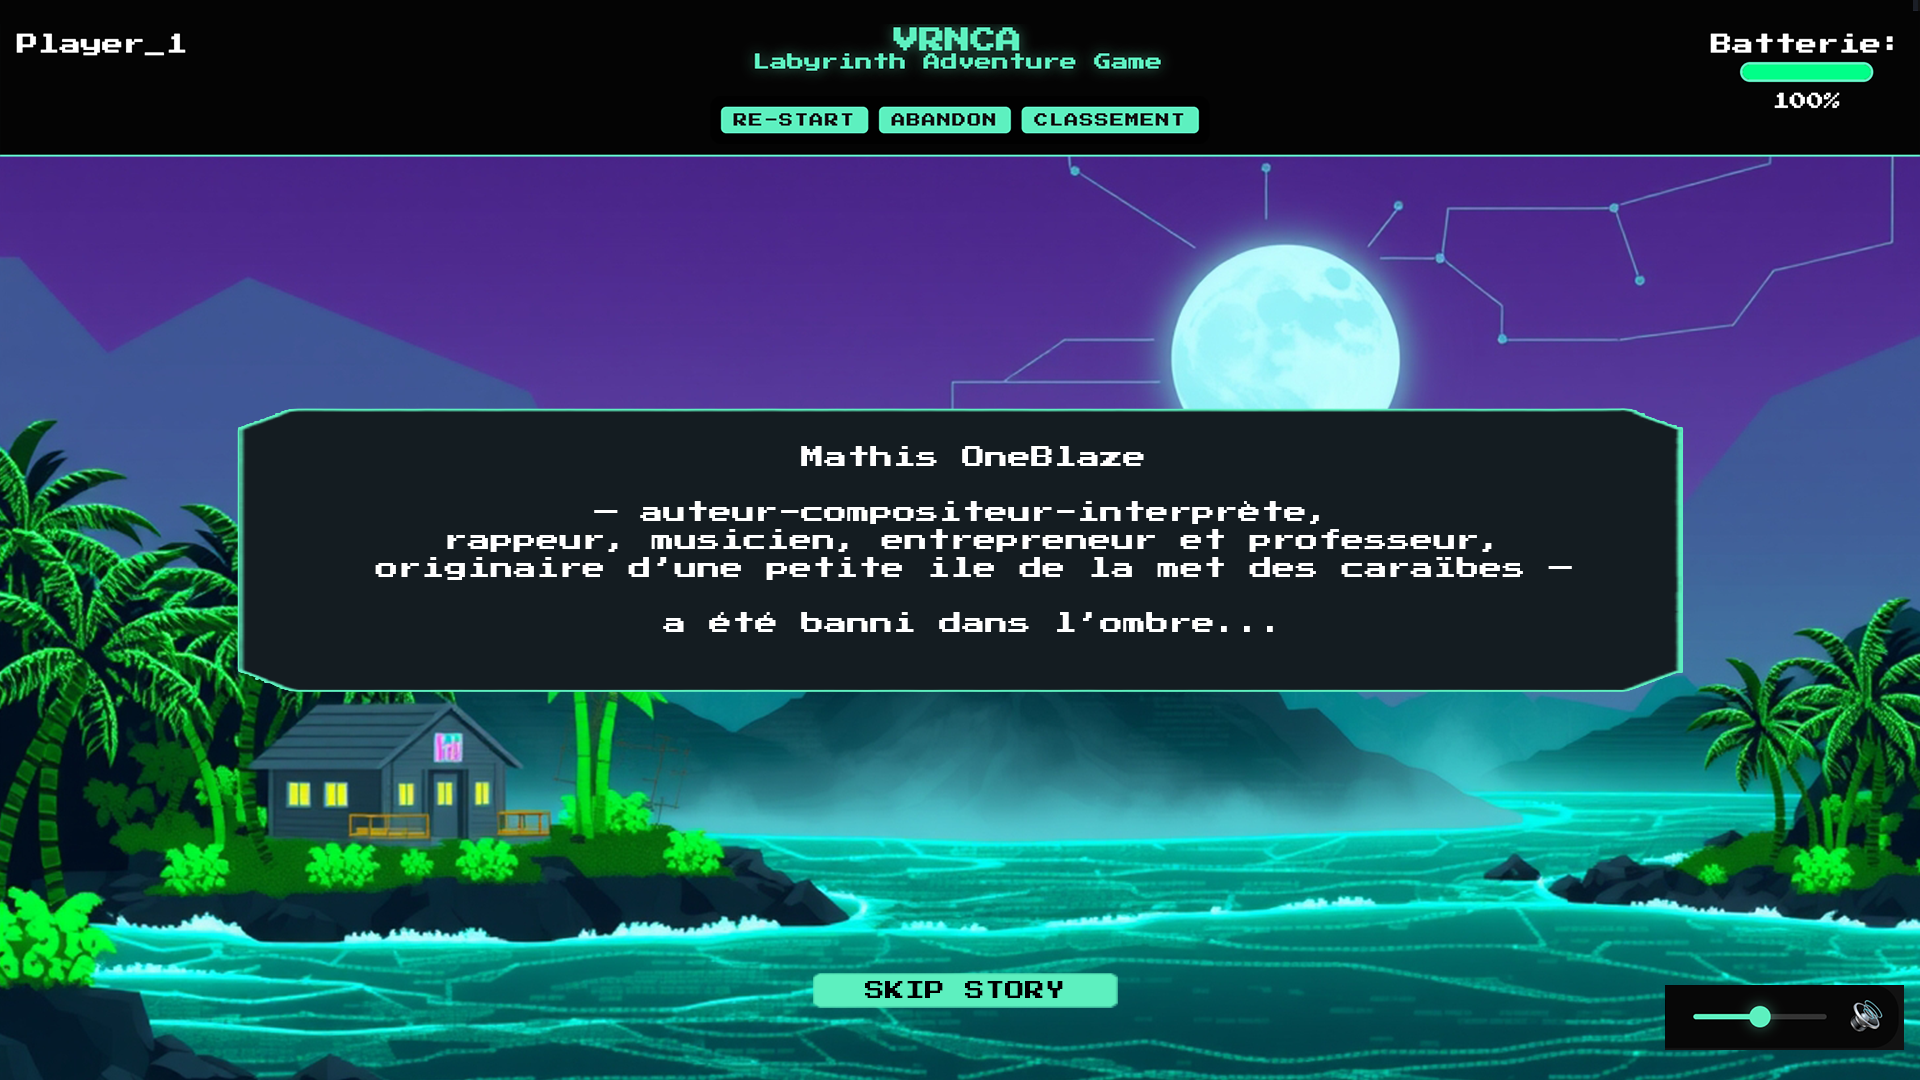 Player_1
VRNCA
Labyrinth Adventure Game
Batterie:
100%
RE-START
ABANDON
CLASSEMENT
Mathis OneBlaze
— auteur-compositeur-interprète,
rappeur, musicien, entrepreneur et professeur,
originaire d'une petite ile de la met des caraïbes —
a été banni dans l'ombre...
SKIP STORY